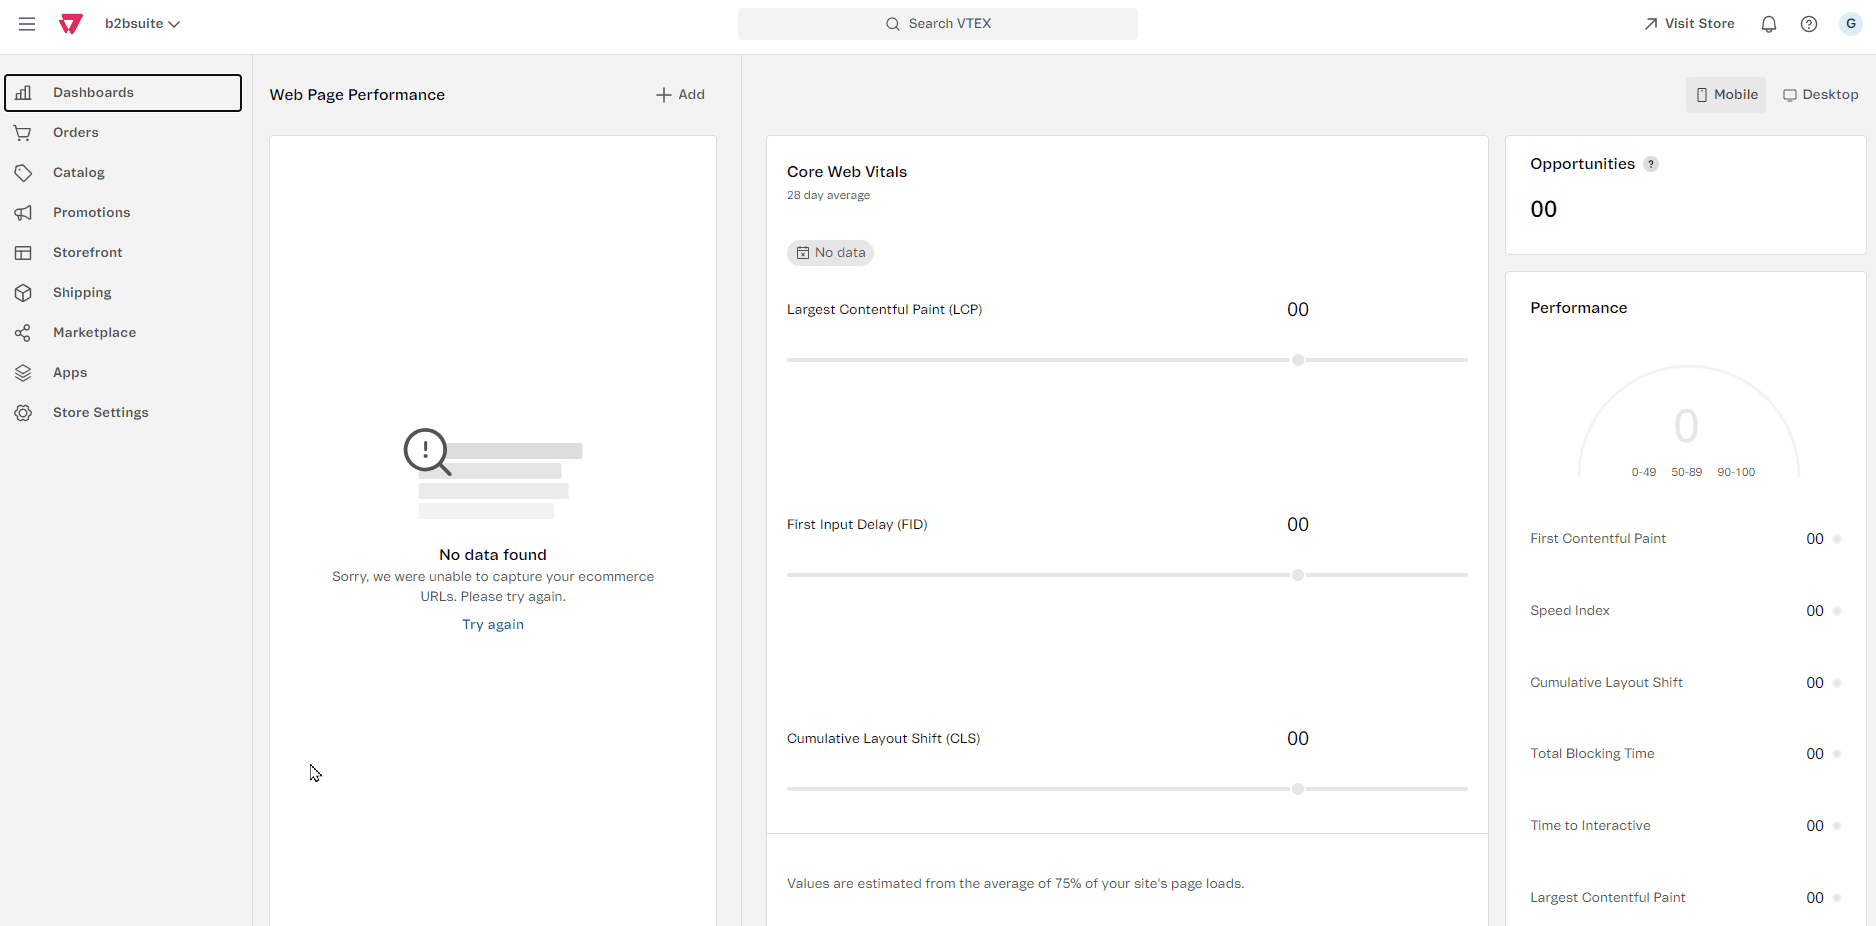 b2bsuite
Search VTEX
Visit Store
G
Dashboards
Orders
Catalog
Promotions
Storefront
Shipping
Marketplace
Apps
Store Settings
Web Page Performance
Add
!
No data found
Sorry, we were unable to capture your ecommerce
URLs. Please try again.
Try again
Mobile
Desktop
Core Web Vitals
28 day average
No data
Largest Contentful Paint (LCP) 00
First Input Delay (FID) 00
Cumulative Layout Shift (CLS) 00
Values are estimated from the average of 75% of your site's page loads.
Opportunities ?
00
Performance
0
0-49 50-89 90-100
First Contentful Paint 00
Speed Index 00
Cumulative Layout Shift 00
Total Blocking Time 00
Time to Interactive 00
Largest Contentful Paint 00